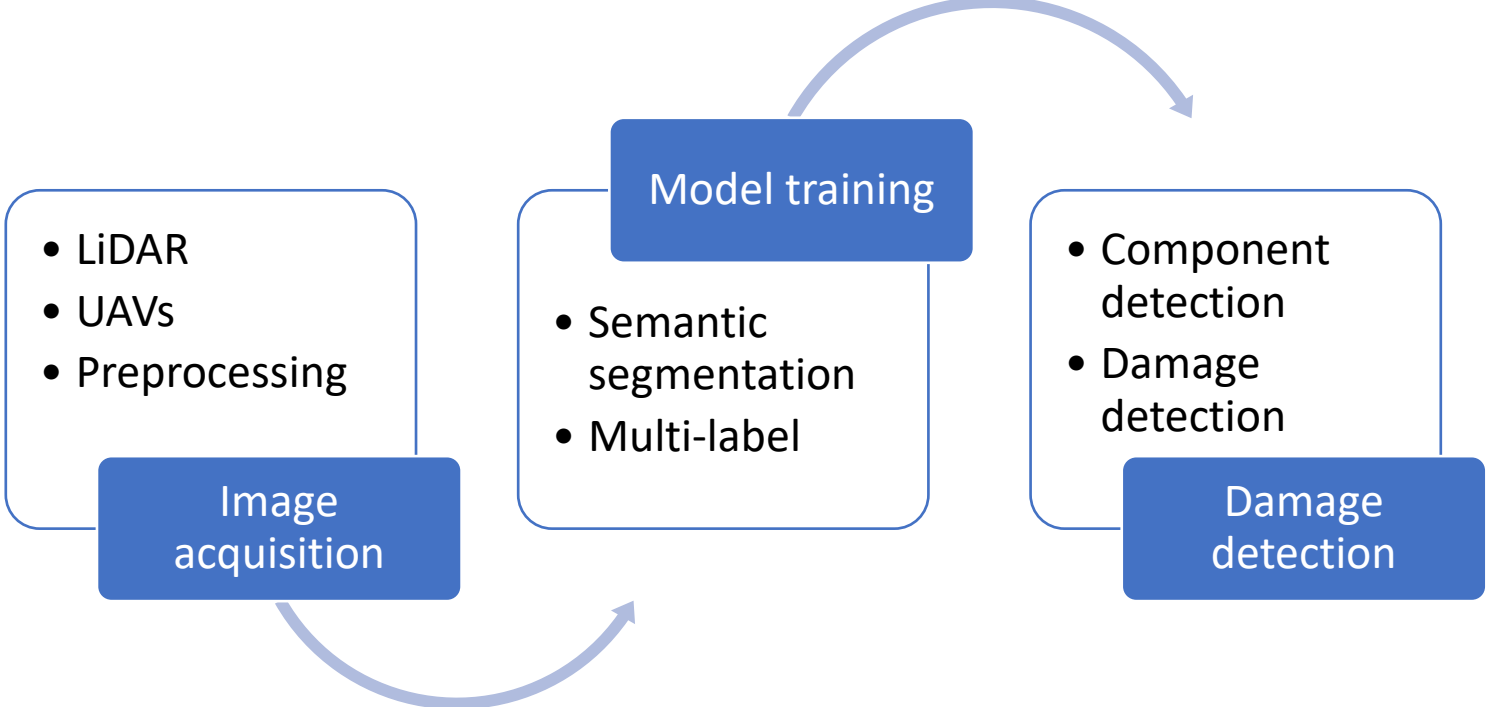 • LiDAR
• UAVs
• Preprocessing
Image
acquisition
Model training
• Semantic
segmentation
• Multi-label
• Component
detection
• Damage
detection
Damage
detection